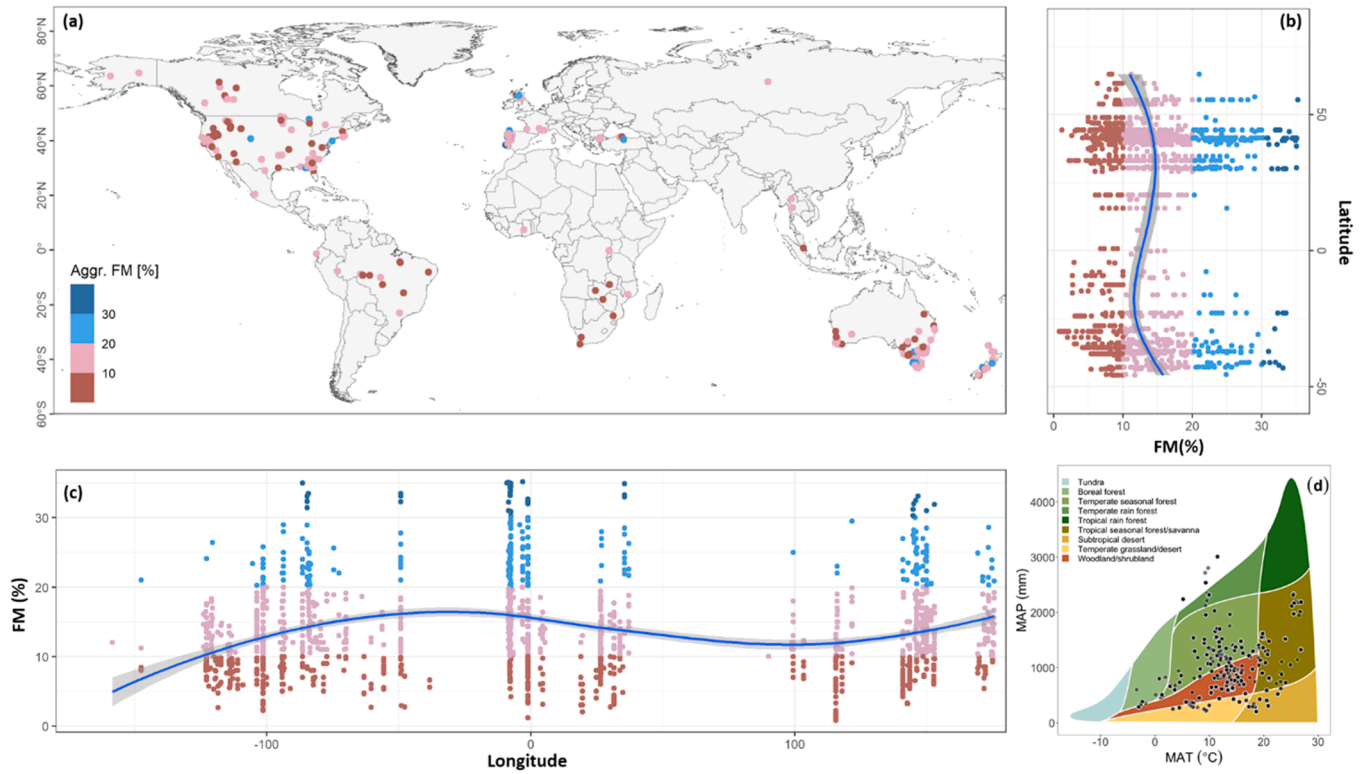 (a)
80°N
60°N
40°N
20°N
0°
20°S
40°S
60°S
Aggr. FM [%]
30
20
10
(b)
50
0
-50
Latitude
0 10 20 30
FM(%)
(c)
30
20
10
0
FM (%)
-100 0 100
Longitude
(d)
Tundra
Boreal forest
Temperate seasonal forest
Temperate rain forest
Tropical rain forest
Tropical seasonal forest/savanna
Subtropical desert
Temperate grassland/desert
Woodland/shrubland
4000
3000
2000
1000
0
MAP (mm)
-10 0 10 20 30
MAT (°C)